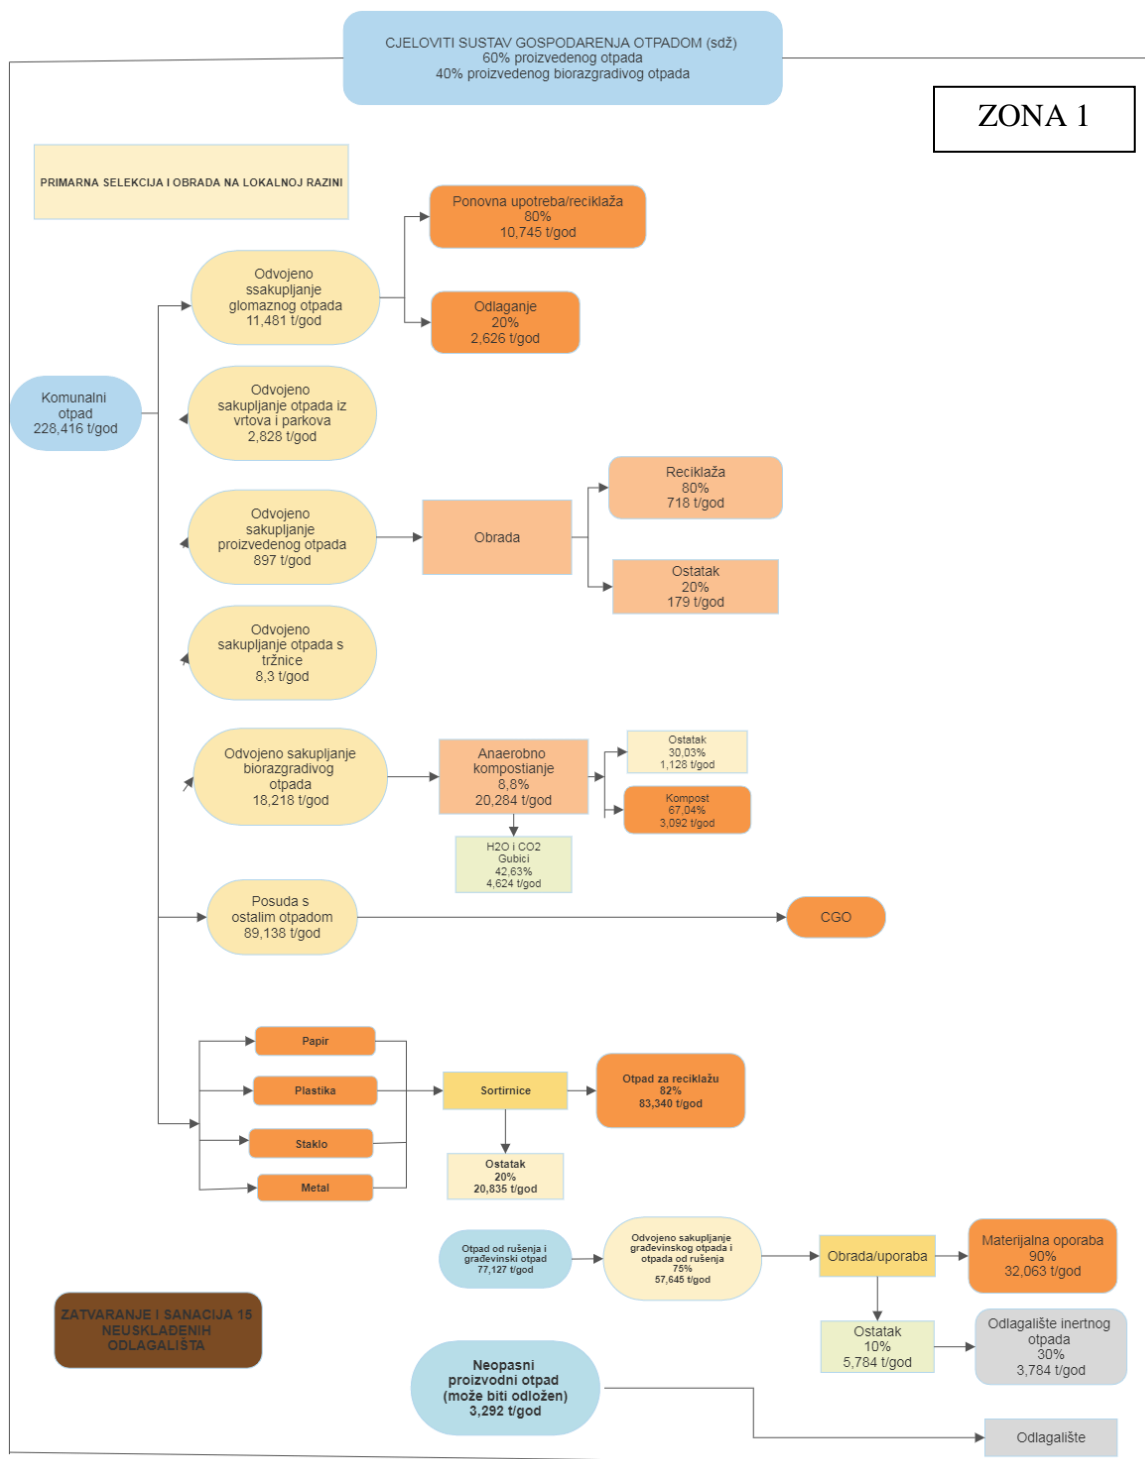 CJELOVITI SUSTAV GOSPODARENJA OTPADOM (sdž)
60% proizvedenog otpada
40% proizvedenog biorazgradivog otpada
ZONA 1
PRIMARNA SELEKCIJA I OBRADA NA LOKALNOJ RAZINI
Ponovna upotreba/reciklaža
80%
10,745 t/god
Odvojeno
ssakupljanje
glomaznog otpada
11,481 t/god
Odlaganje
20%
2,626 t/god
Komunalni
otpad
228,416 t/god
Odvojeno
sakupljanje otpada iz
vrtova i parkova
2,828 t/god
Reciklaža
80%
718 t/god
Odvojeno
sakupljanje
proizvedenog otpada
897 t/god
Obrada
Ostatak
20%
179 t/god
Odvojeno
sakupljanje otpada s
tržnice
8,3 t/god
Odvojeno sakupljanje
biorazgradivog
otpada
18,218 t/god
Anaerobno
kompostianje
8,8%
20,284 t/god
Ostatak
30,03%
1,128 t/god
Kompost
67,04%
3,092 t/god
H2O i CO2
Gubici
42,63%
4,624 t/god
Posuda s
ostalim otpadom
89,138 t/god
CGO
Papir
Plastika
Staklo
Metal
Sortirnice
Otpad za reciklažu
82%
83,340 t/god
Ostatak
20%
20,835 t/god
Otpad od rušenja i
građevinski otpad
77,127 t/god
Odvojeno sakupljanje
građevinskog otpada i
otpada od rušenja
75%
57,645 t/god
Obrada/uporaba
Materijalna oporaba
90%
32,063 t/god
Ostatak
10%
5,784 t/god
Odlagalište inertnog
otpada
30%
3,784 t/god
ZATVARANJE I SANACIJA 15
NEUSKLAĐENIH
ODLAGALIŠTA
Neopasni
proizvodni otpad
(može biti odložen)
3,292 t/god
Odlagalište